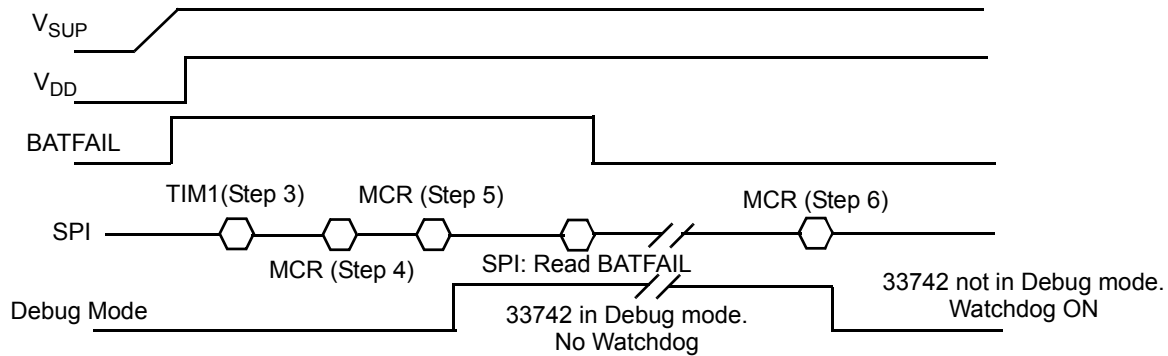 VSUP
VDD
BATFAIL
TIM1(Step 3)
MCR (Step 5)
MCR (Step 6)
SPI
MCR (Step 4)
SPI: Read BATFAIL
Debug Mode
33742 in Debug mode.
No Watchdog
33742 not in Debug mode.
Watchdog ON